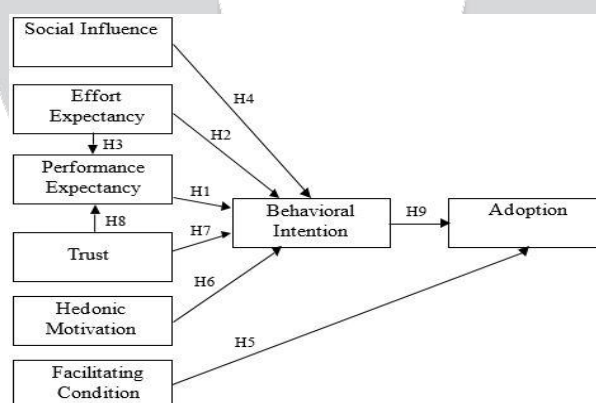 Social Influence
H4
Effort
Expectancy
H2
H3
Performance
Expectancy
H1
H8
H7
Trust
Behavioral
Intention
H9
Adoption
Hedonic
Motivation
H6
H5
Facilitating
Condition